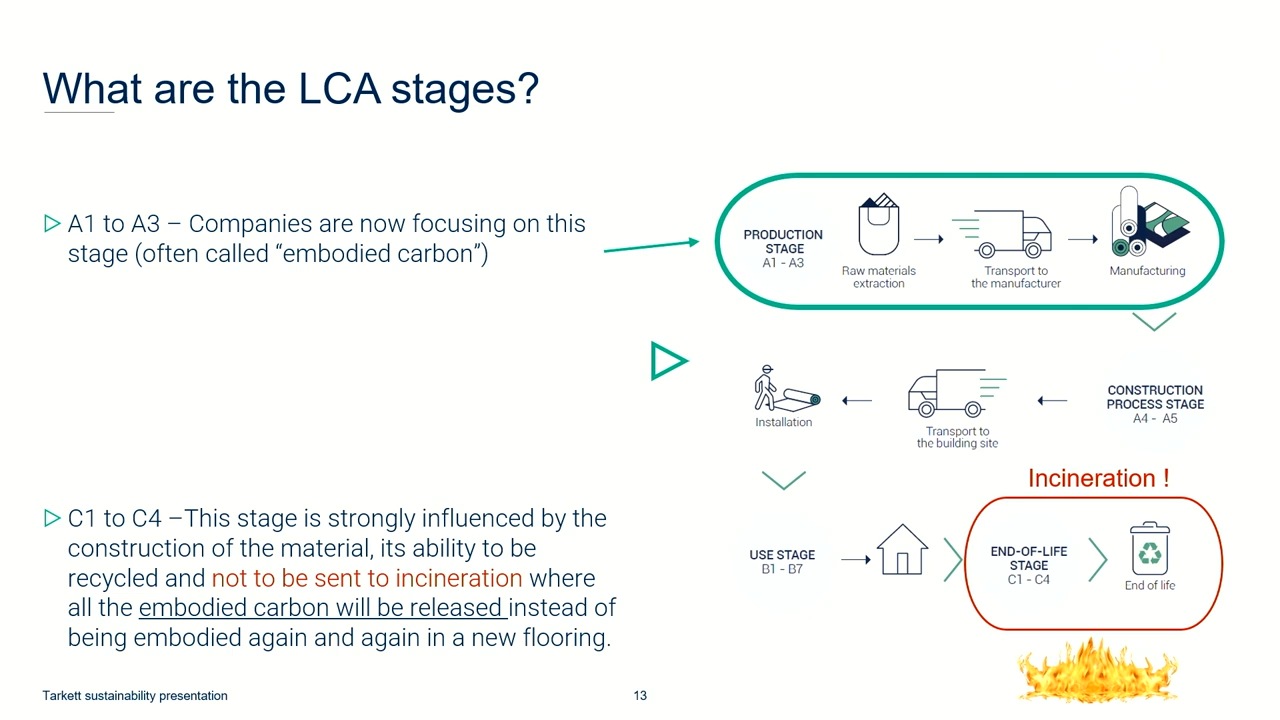 What are the LCA stages?
A1 to A3 – Companies are now focusing on this
stage (often called “embodied carbon”)
PRODUCTION
STAGE
A1 - A3
Raw materials
extraction
Transport to
the manufacturer
Manufacturing
Installation
Transport to
the building site
CONSTRUCTION
PROCESS STAGE
A4 - A5
Incineration !
C1 to C4 –This stage is strongly influenced by the
construction of the material, its ability to be
recycled and not to be sent to incineration where
all the embodied carbon will be released instead of
being embodied again and again in a new flooring.
USE STAGE
B1 - B7
END-OF-LIFE
STAGE
C1 - C4
End of life
Tarkett sustainability presentation
13